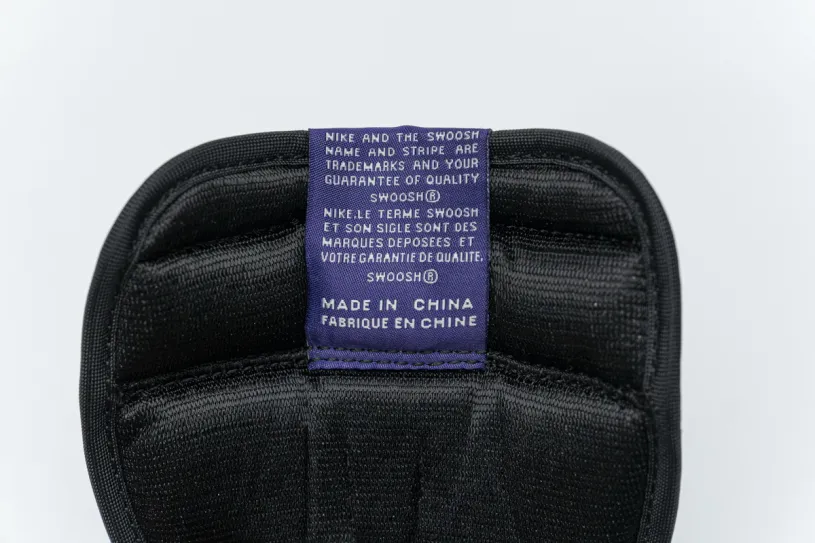 NIKE AND THE SWOOSH
NAME AND STRIPE ARE
TRADEMARKS AND YOUR
GUARANTEE OF QUALITY
SWOOSH®
NIKE.LE TERME SWOOSH
ET SON SIGLE SONT DES
MARQUES DEPOSEES ET
VOTRE GARANTIE DE QUALITE.
SWOOSH®
MADE IN CHINA
FABRIQUE EN CHINE